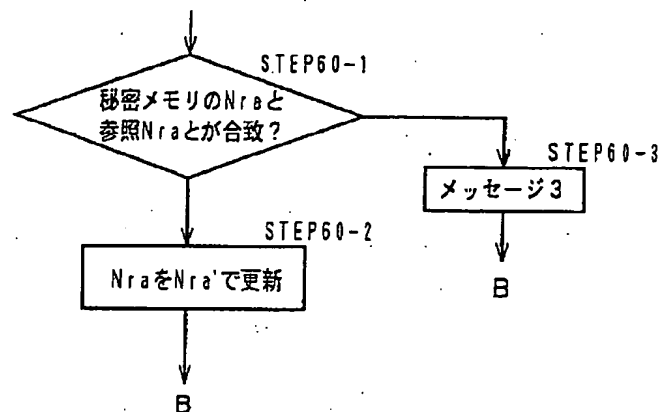 STEP60-1
秘密メモリのNraと
参照Nraとが合致?
STEP60-3
メッセージ3
STEP60-2
NraをNra'で更新
B
B